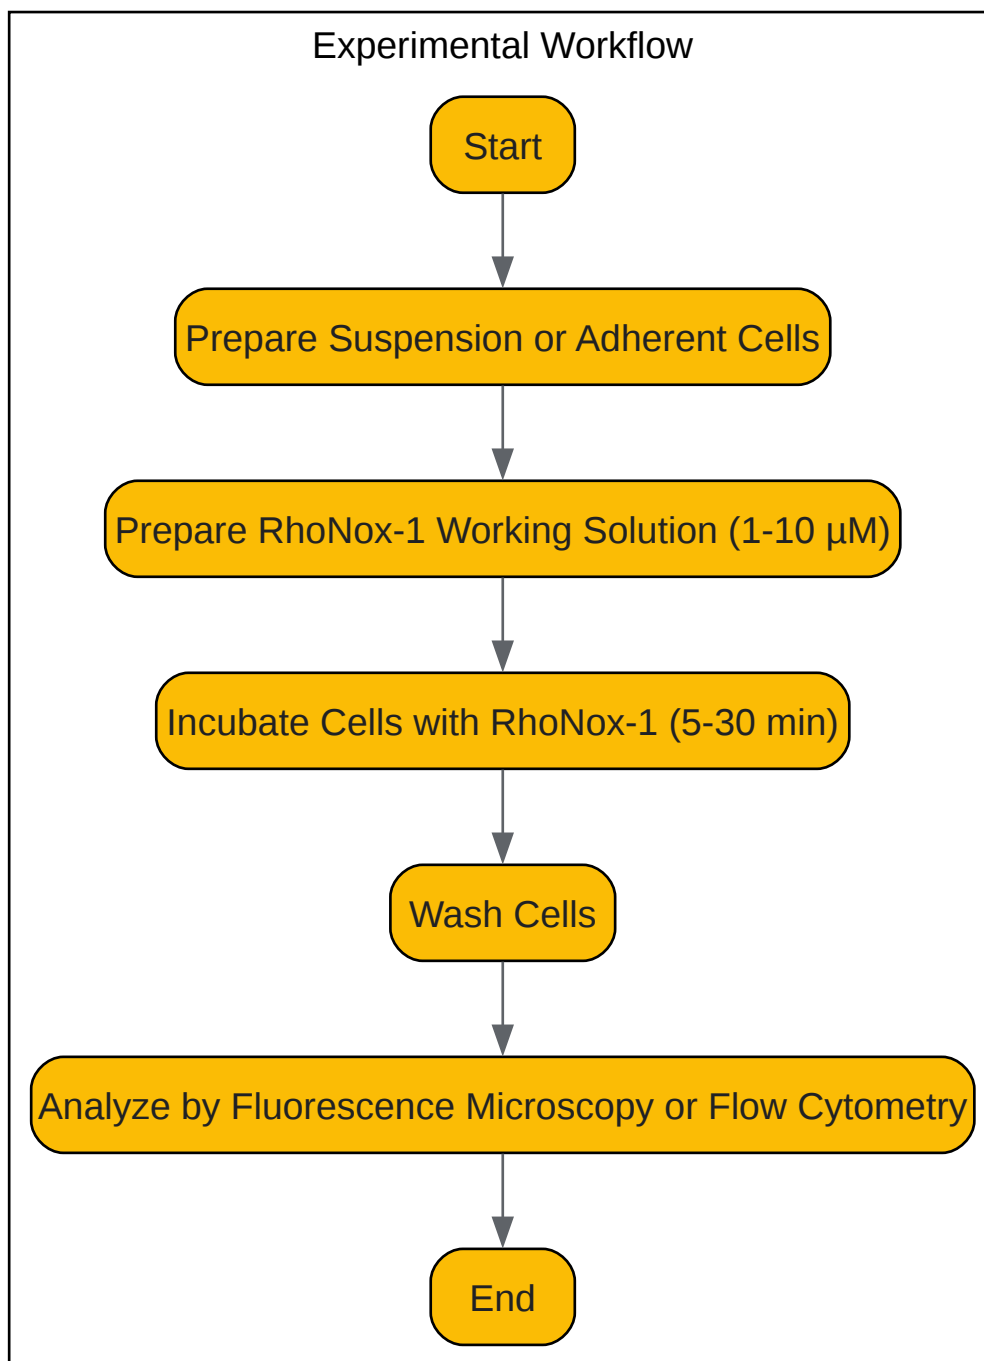 Experimental Workflow
Start
Prepare Suspension or Adherent Cells
Prepare RhoNox-1 Working Solution (1-10 µM)
Incubate Cells with RhoNox-1 (5-30 min)
Wash Cells
Analyze by Fluorescence Microscopy or Flow Cytometry
End